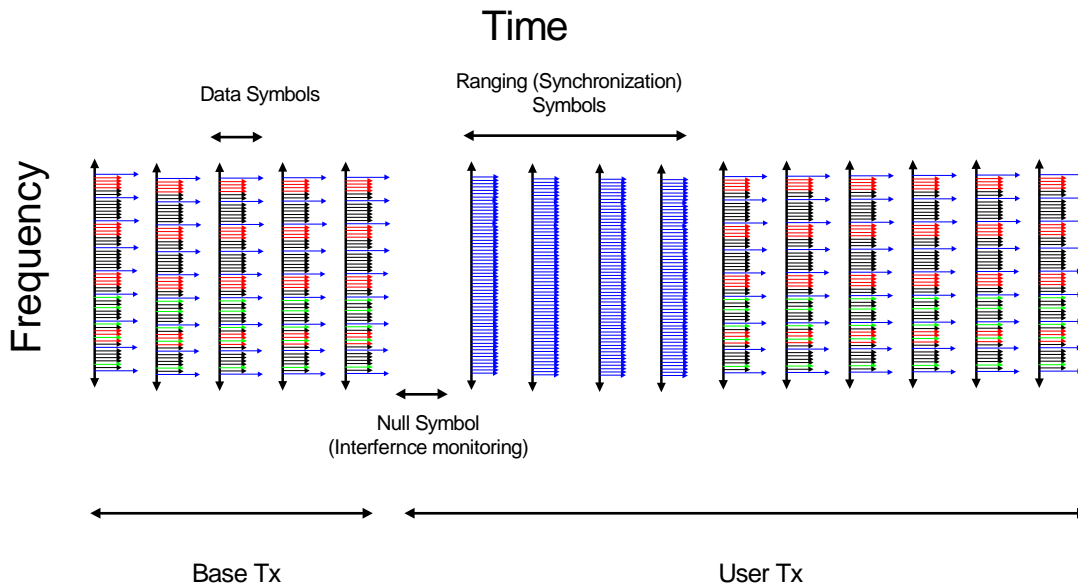 Time
Ranging (Synchronization)
Symbols
Data Symbols
Frequency
Null Symbol
(Interfernce monitoring)
Base Tx
User Tx